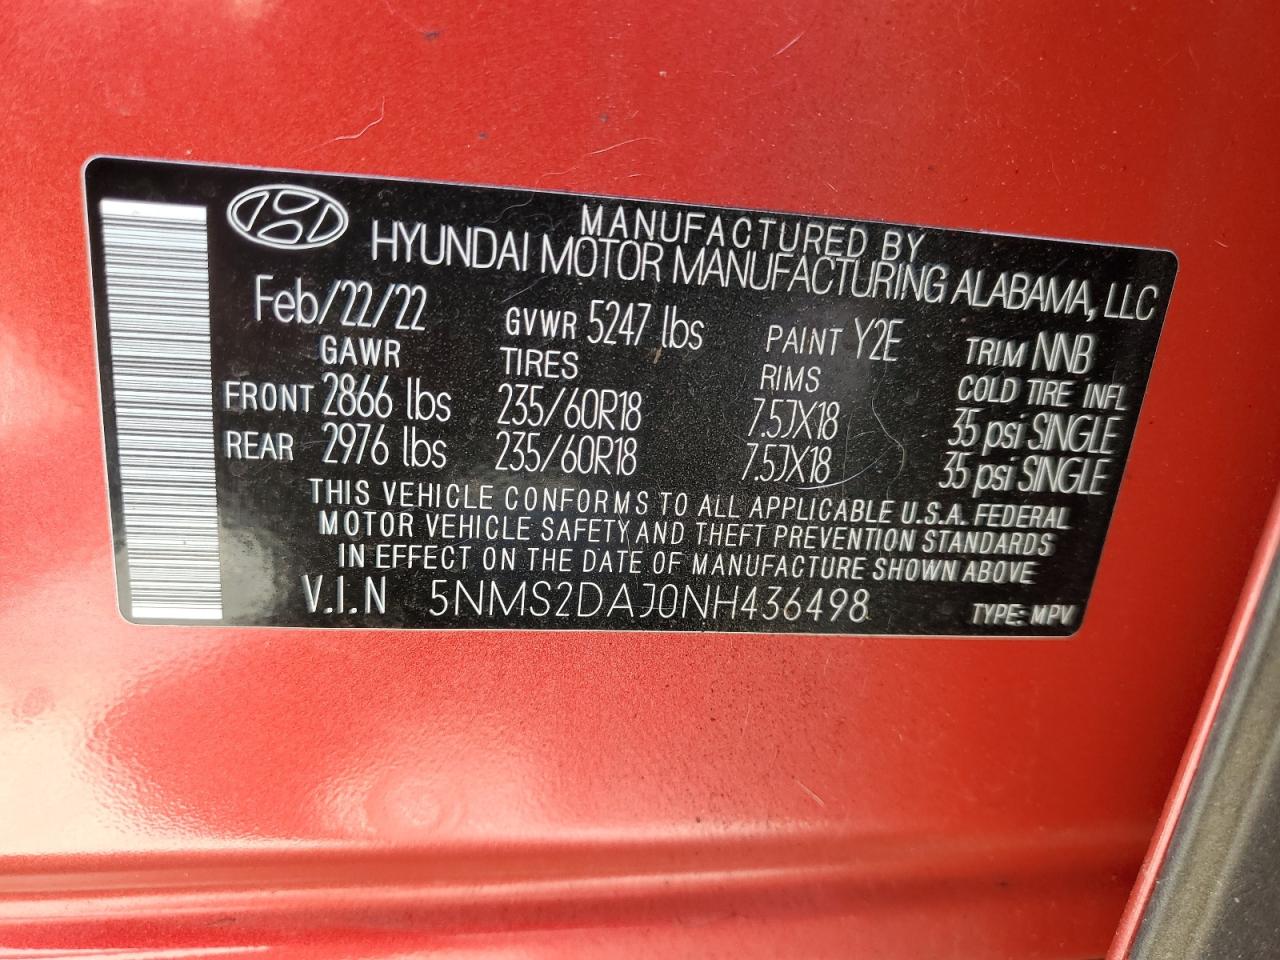 MANUFACTURED BY
HYUNDAI MOTOR MANUFACTURING ALABAMA, LLC
Feb/22/22 GVWR 5247 lbs PAINT Y2E TRIM NNB
GAWR TIRES RIMS COLD TIRE INFL
FRONT 2866 lbs 235/60R18 7.5JX18 35 psi SINGLE
REAR 2976 lbs 235/60R18 7.5JX18 35 psi SINGLE
THIS VEHICLE CONFORMS TO ALL APPLICABLE U.S.A. FEDERAL
MOTOR VEHICLE SAFETY AND THEFT PREVENTION STANDARDS
IN EFFECT ON THE DATE OF MANUFACTURE SHOWN ABOVE
V.I.N 5NMS2DAJ0NH436498 TYPE: MPV